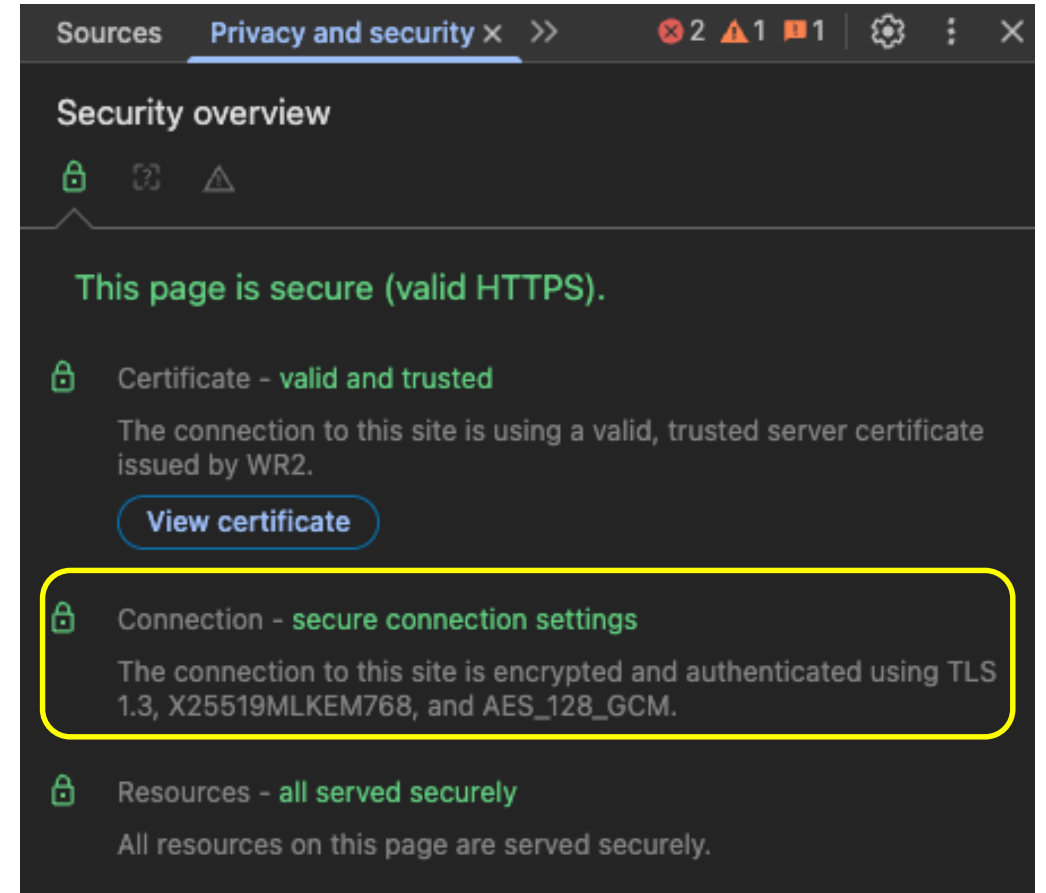 Sources Privacy and security × >> 2 1 1
Security overview
This page is secure (valid HTTPS).
Certificate - valid and trusted
The connection to this site is using a valid, trusted server certificate
issued by WR2.
View certificate
Connection - secure connection settings
The connection to this site is encrypted and authenticated using TLS
1.3, X25519MLKEM768, and AES_128_GCM.
Resources - all served securely
All resources on this page are served securely.